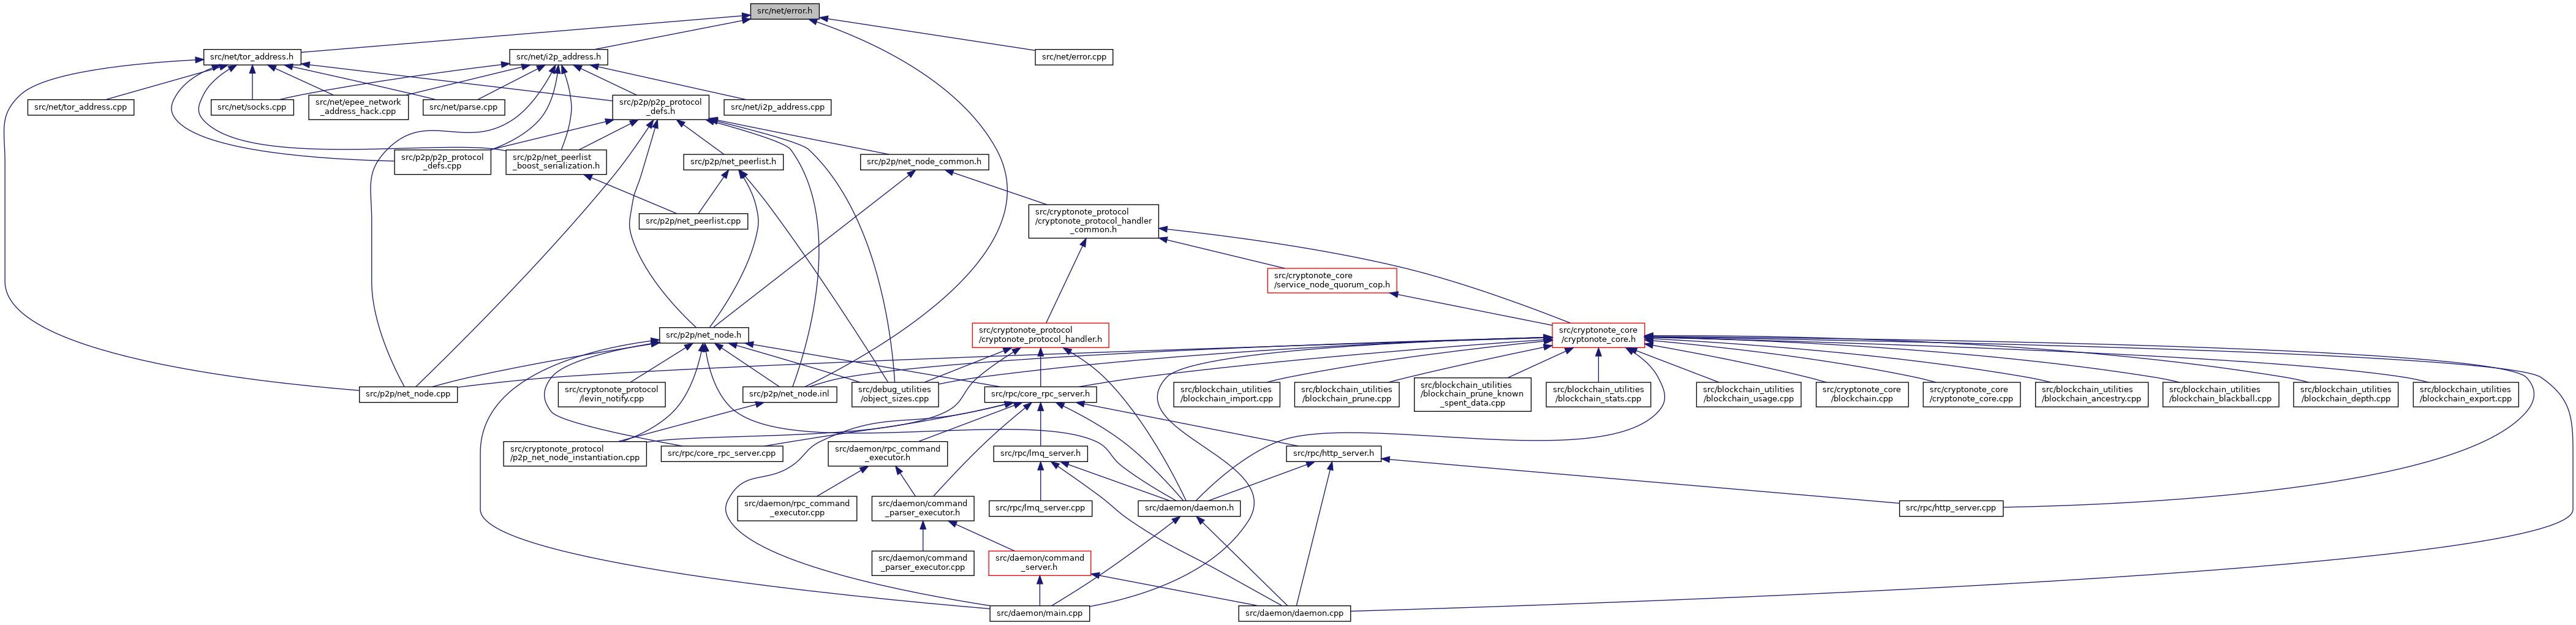 src/net/error.h
src/net/tor_address.h
src/net/i2p_address.h
src/net/error.cpp
src/net/tor_address.cpp
src/net/socks.cpp
src/net/epee_network
_address_hack.cpp
src/net/parse.cpp
src/p2p/p2p_protocol
_defs.h
src/net/i2p_address.cpp
src/p2p/p2p_protocol
_defs.cpp
src/p2p/net_peerlist
_boost_serialization.h
src/p2p/net_peerlist.h
src/p2p/net_node_common.h
src/p2p/net_peerlist.cpp
src/cryptonote_protocol
/cryptonote_protocol_handler
_common.h
src/cryptonote_core
/service_node_quorum_cop.h
src/p2p/net_node.h
src/cryptonote_protocol
/cryptonote_protocol_handler.h
src/cryptonote_core
/cryptonote_core.h
src/p2p/net_node.cpp
src/cryptonote_protocol
/levin_notify.cpp
src/p2p/net_node.inl
src/debug_utilities
/object_sizes.cpp
src/rpc/core_rpc_server.h
src/blockchain_utilities
/blockchain_import.cpp
src/blockchain_utilities
/blockchain_prune.cpp
src/blockchain_utilities
/blockchain_prune_known
_spent_data.cpp
src/blockchain_utilities
/blockchain_stats.cpp
src/blockchain_utilities
/blockchain_usage.cpp
src/cryptonote_core
/blockchain.cpp
src/cryptonote_core
/cryptonote_core.cpp
src/blockchain_utilities
/blockchain_ancestry.cpp
src/blockchain_utilities
/blockchain_blackball.cpp
src/blockchain_utilities
/blockchain_depth.cpp
src/blockchain_utilities
/blockchain_export.cpp
src/cryptonote_protocol
/p2p_net_node_instantiation.cpp
src/rpc/core_rpc_server.cpp
src/daemon/rpc_command
_executor.h
src/rpc/lmq_server.h
src/rpc/http_server.h
src/daemon/rpc_command
_executor.cpp
src/daemon/command
_parser_executor.h
src/rpc/lmq_server.cpp
src/daemon/daemon.h
src/rpc/http_server.cpp
src/daemon/command
_parser_executor.cpp
src/daemon/command
_server.h
src/daemon/main.cpp
src/daemon/daemon.cpp